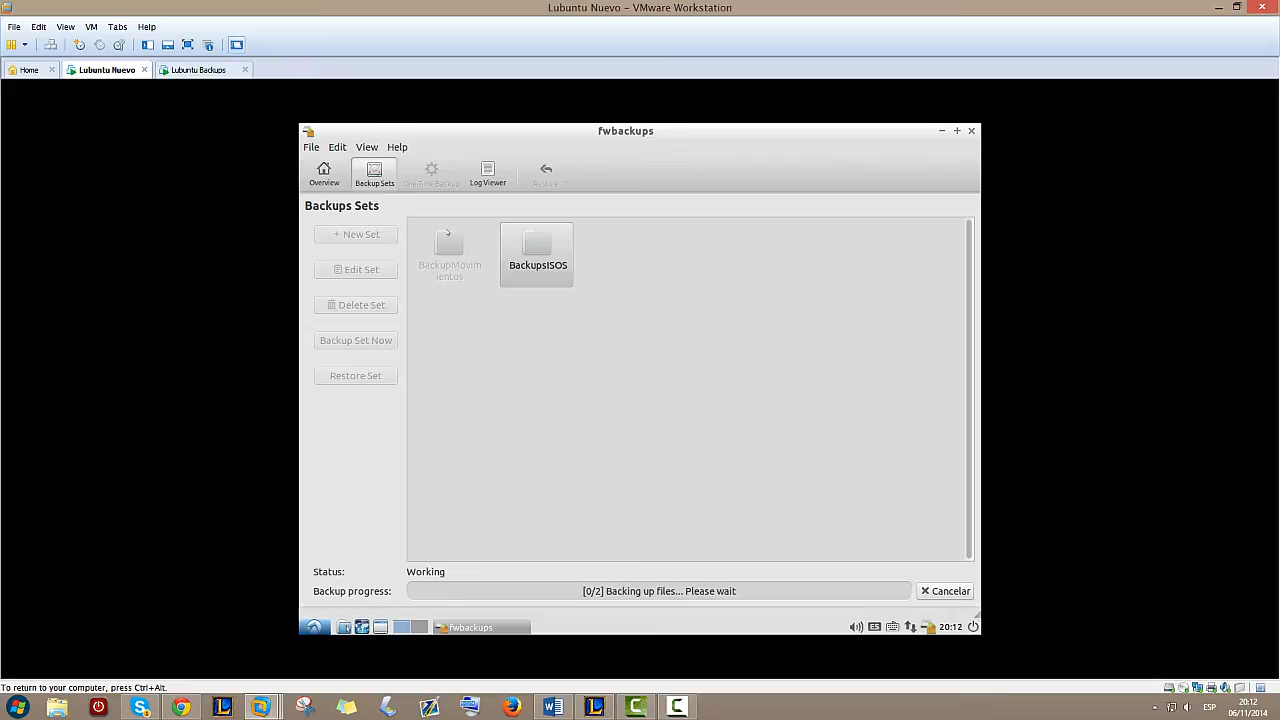 Lubuntu Nuevo - VMware Workstation
File Edit View VM Tabs Help
Home Lubuntu Nuevo Lubuntu Backups
fwbackups
File Edit View Help
Overview Backup Sets One-Time Backup Log Viewer Restore
Backups Sets
+ New Set
Edit Set
Delete Set
Backup Set Now
Restore Set
BackupMovim
ientos
BackupsISOS
Status: Working
Backup progress: [0/2] Backing up files... Please wait Cancelar
fwbackups ES 20:12
To return to your computer, press Ctrl+Alt.
ESP 20:12
06/11/2014